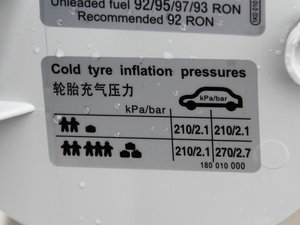 Unleaded fuel 92/95/97/93 RON
Recommended 92 RON
Cold tyre inflation pressures
轮胎充气压力
kPa/bar
kPa/bar
210/2.1 210/2.1
210/2.1 270/2.7
180 010 000